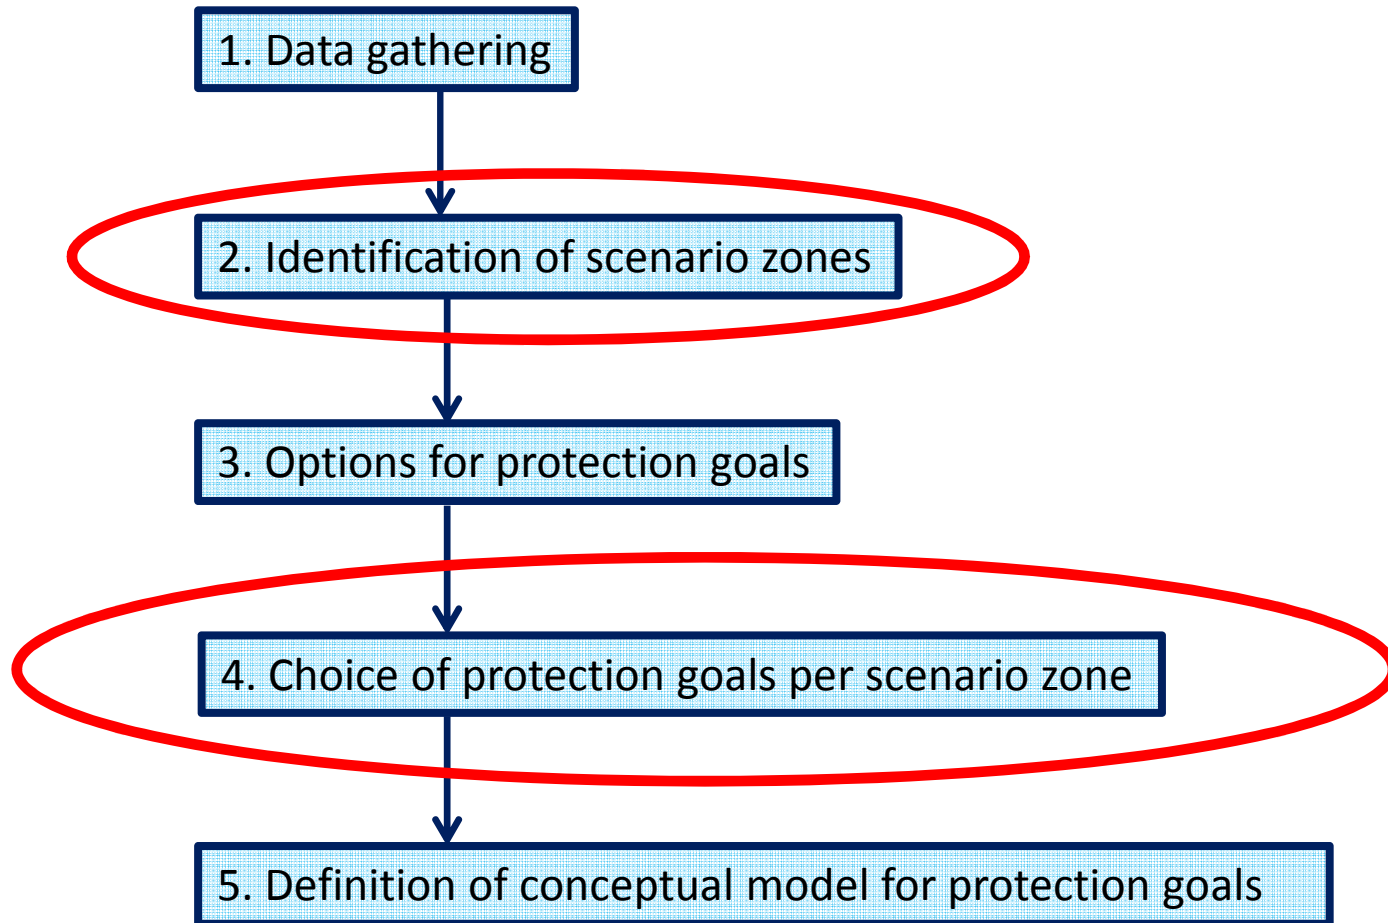 1. Data gathering
2. Identification of scenario zones
3. Options for protection goals
4. Choice of protection goals per scenario zone
5. Definition of conceptual model for protection goals